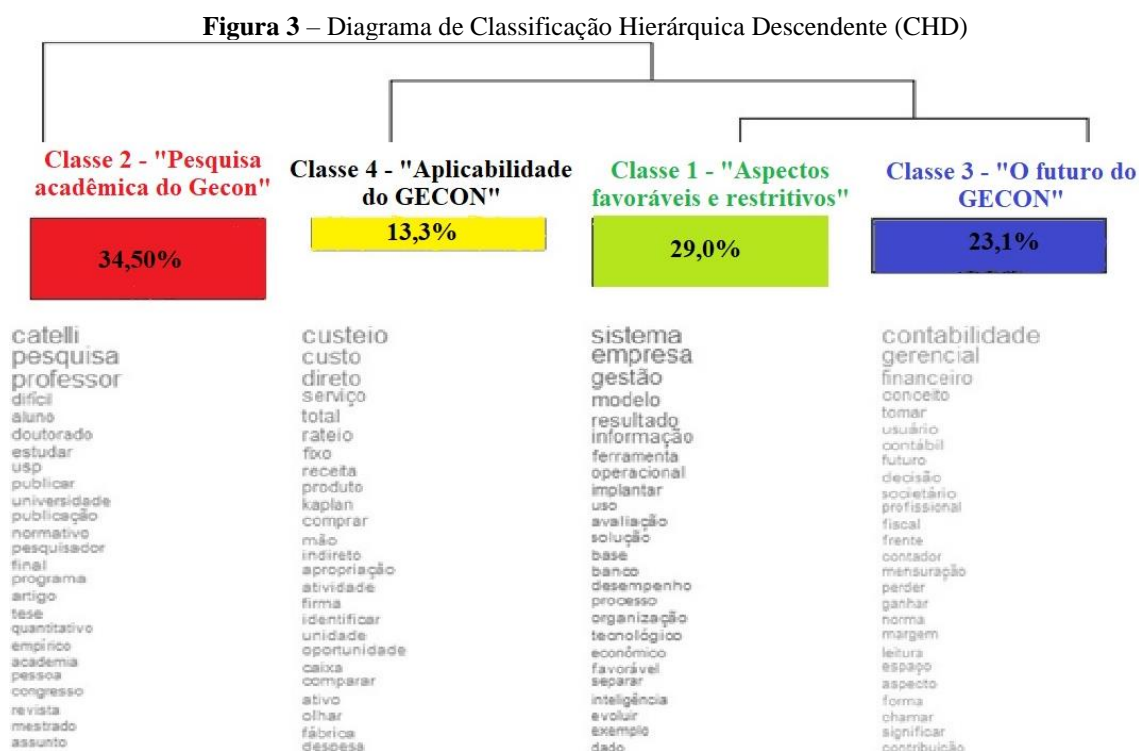 Figura 3 – Diagrama de Classificação Hierárquica Descendente (CHD)
Classe 2 - "Pesquisa
acadêmica do Gecon"
34,50%
catelli
pesquisa
professor
difícil
aluno
doutorado
estudar
usp
publicar
universidade
publicação
normativo
pesquisador
final
programa
artigo
tese
quantitativo
empírico
academia
pessoa
congresso
revista
mestrado
assunto
Classe 4 - "Aplicabilidade
do GECON"
13,3%
custeio
custo
direto
serviço
total
rateio
fixo
receita
produto
kaplan
comprar
mão
indireto
apropriação
atividade
firma
identificar
unidade
oportunidade
caixa
comparar
ativo
olhar
fábrica
despesa
Classe 1 - "Aspectos
favoráveis e restritivos"
29,0%
sistema
empresa
gestão
modelo
resultado
informação
ferramenta
operacional
implantar
uso
avaliação
solução
base
banco
desempenho
processo
organização
tecnológico
econômico
favorável
separar
inteligência
evoluir
exemplo
dado
Classe 3 - "O futuro do
GECON"
23,1%
contabilidade
gerencial
financeiro
conceito
tomar
usuário
contábil
futuro
decisão
societário
profissional
fiscal
frente
contador
mensuração
perder
ganhar
norma
margem
leitura
espaço
aspecto
forma
chamar
significar
contribuição